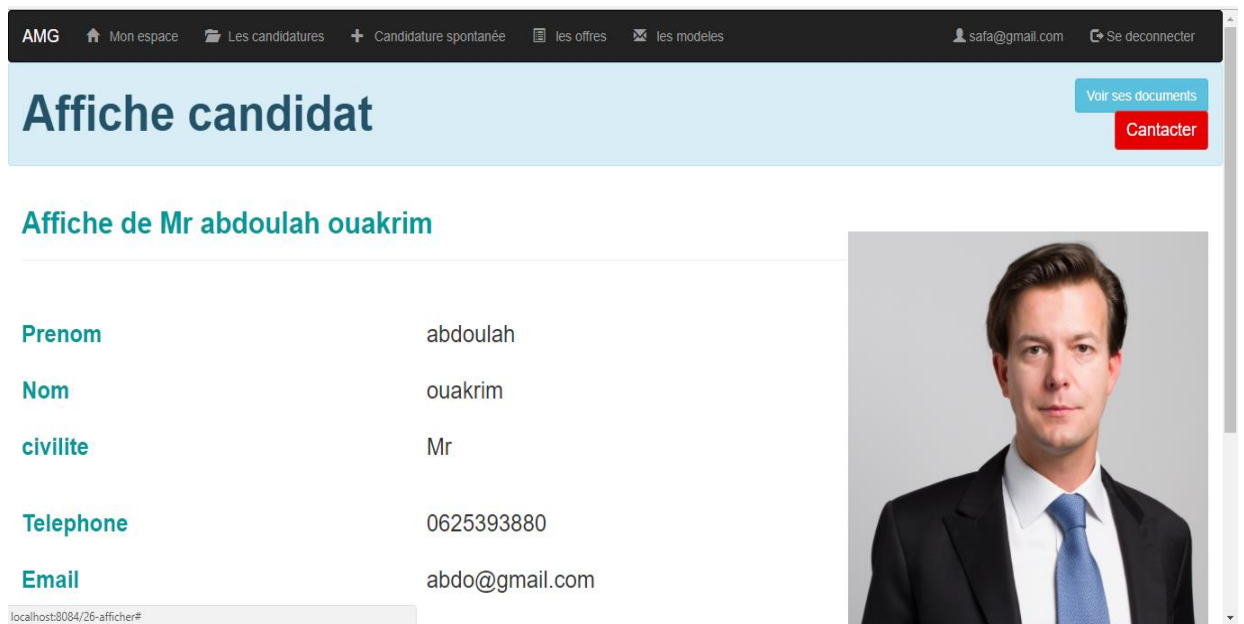 AMG Mon espace Les candidatures Candidature spontanée les offres les modeles safa@gmail.com Se deconnecter
Affiche candidat
Voir ses documents
Cantacter
Affiche de Mr abdoulah ouakrim
Prenom abdoulah
Nom ouakrim
civilite Mr
Telephone 0625393880
Email abdo@gmail.com
localhost:8084/26-afficher#